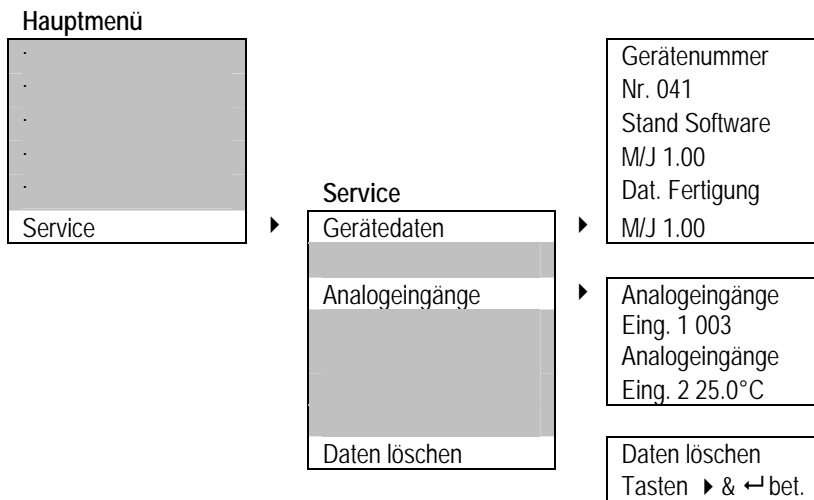 Hauptmenü
.
.
.
.
.
Service ▸
Service
Gerätedaten ▸
Analogeingänge ▸
Daten löschen
Gerätenummer
Nr. 041
Stand Software
M/J 1.00
Dat. Fertigung
M/J 1.00
Analogeingänge
Eing. 1 003
Analogeingänge
Eing. 2 25.0°C
Daten löschen
Tasten ▸ & ↵ bet.